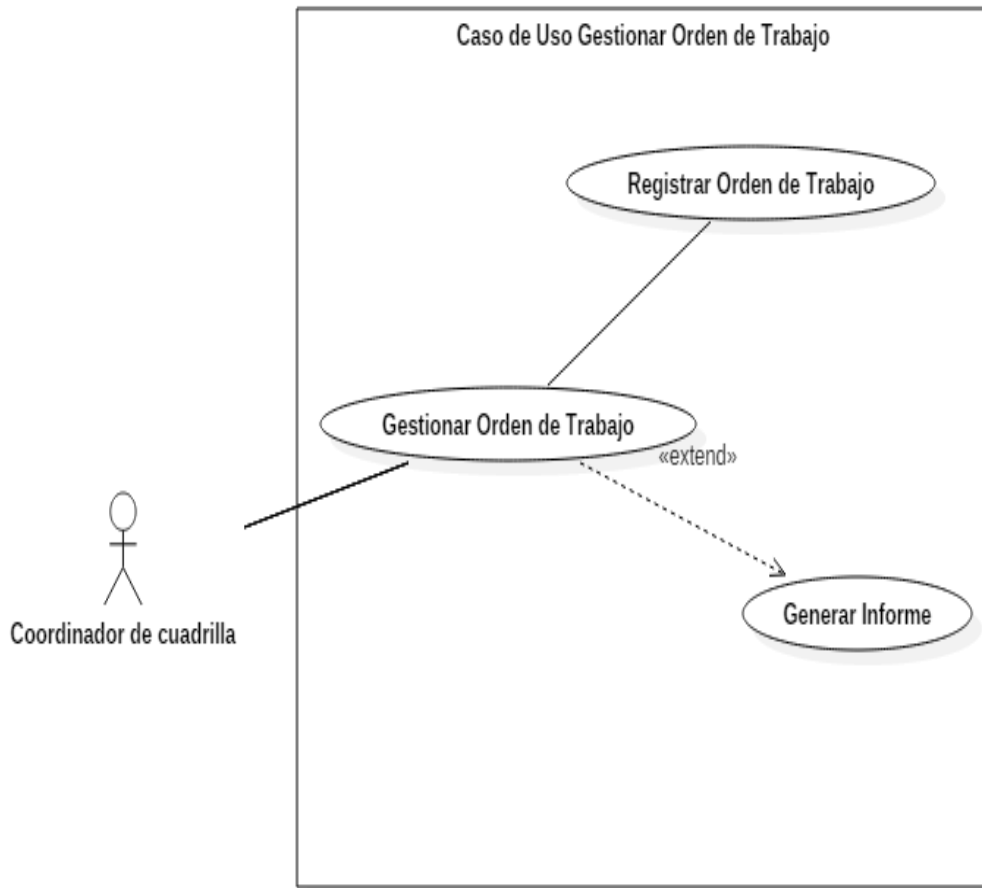 Caso de Uso Gestionar Orden de Trabajo
Registrar Orden de Trabajo
Gestionar Orden de Trabajo
«extend»
Generar Informe
Coordinador de cuadrilla